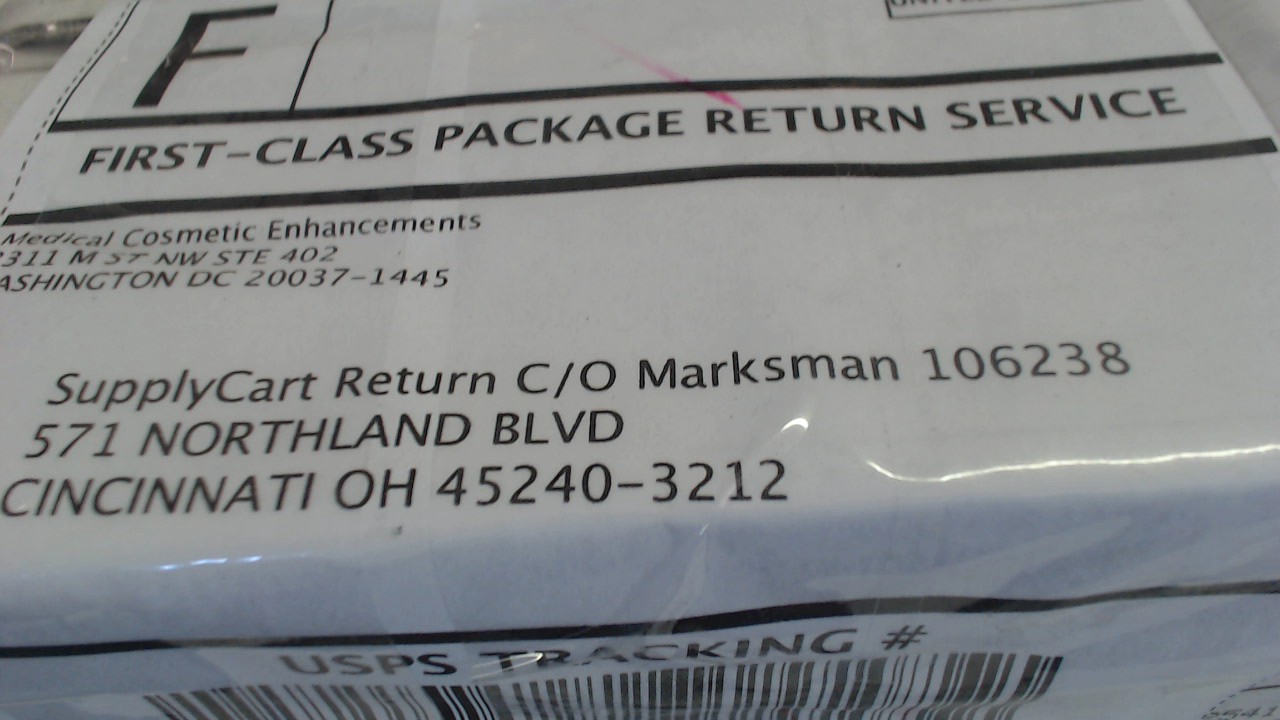 F
FIRST-CLASS PACKAGE RETURN SERVICE
Medical Cosmetic Enhancements
2311 M ST NW STE 402
WASHINGTON DC 20037-1445
SupplyCart Return C/O Marksman 106238
571 NORTHLAND BLVD
CINCINNATI OH 45240-3212
USPS TRACKING #